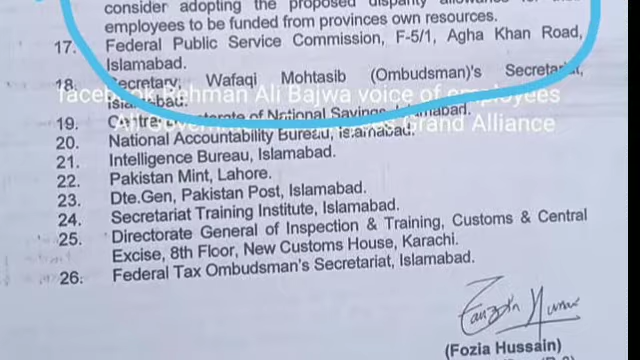 consider adopting the proposed disparity allowance for
employees to be funded from provinces own resources.
17. Federal Public Service Commission, F-5/1, Agha Khan Road,
Islamabad.
18. Secretary, Wafaqi Mohtasib (Ombudsman)'s Secretariat,
facebook Rehman Ali Bajwa voice of employees
Islamabad.
19. of National Savings, Islamabad.
Grand Alliance
20. National Accountability Bureau, Islamabad.
21. Intelligence Bureau, Islamabad.
22. Pakistan Mint, Lahore.
23. Dte.Gen, Pakistan Post, Islamabad.
24. Secretariat Training Institute, Islamabad.
25. Directorate General of Inspection & Training, Customs & Central
Excise, 8th Floor, New Customs House, Karachi.
26. Federal Tax Ombudsman's Secretariat, Islamabad.
(Fozia Hussain)